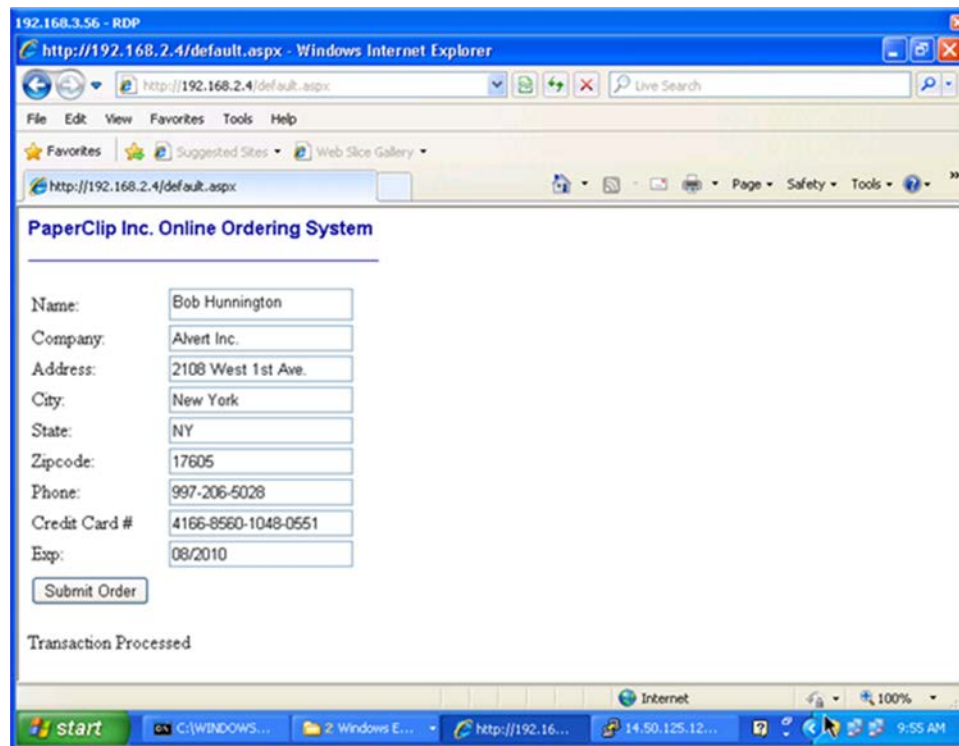 192.168.3.56 - RDP
http://192.168.2.4/default.aspx - Windows Internet Explorer
http://192.168.2.4/default.aspx
Live Search
File Edit View Favorites Tools Help
Favorites Suggested Sites Web Slice Gallery
http://192.168.2.4/default.aspx
Page Safety Tools
PaperClip Inc. Online Ordering System
Name: Bob Hunnington
Company: Alvert Inc.
Address: 2108 West 1st Ave.
City: New York
State: NY
Zipcode: 17605
Phone: 997-206-5028
Credit Card # 4166-8560-1048-0551
Exp: 08/2010
Submit Order
Transaction Processed
Internet 100%
start C:\WINDOWS... 2 Windows E... http://192.16... 14.50.125.12... 9:55 AM